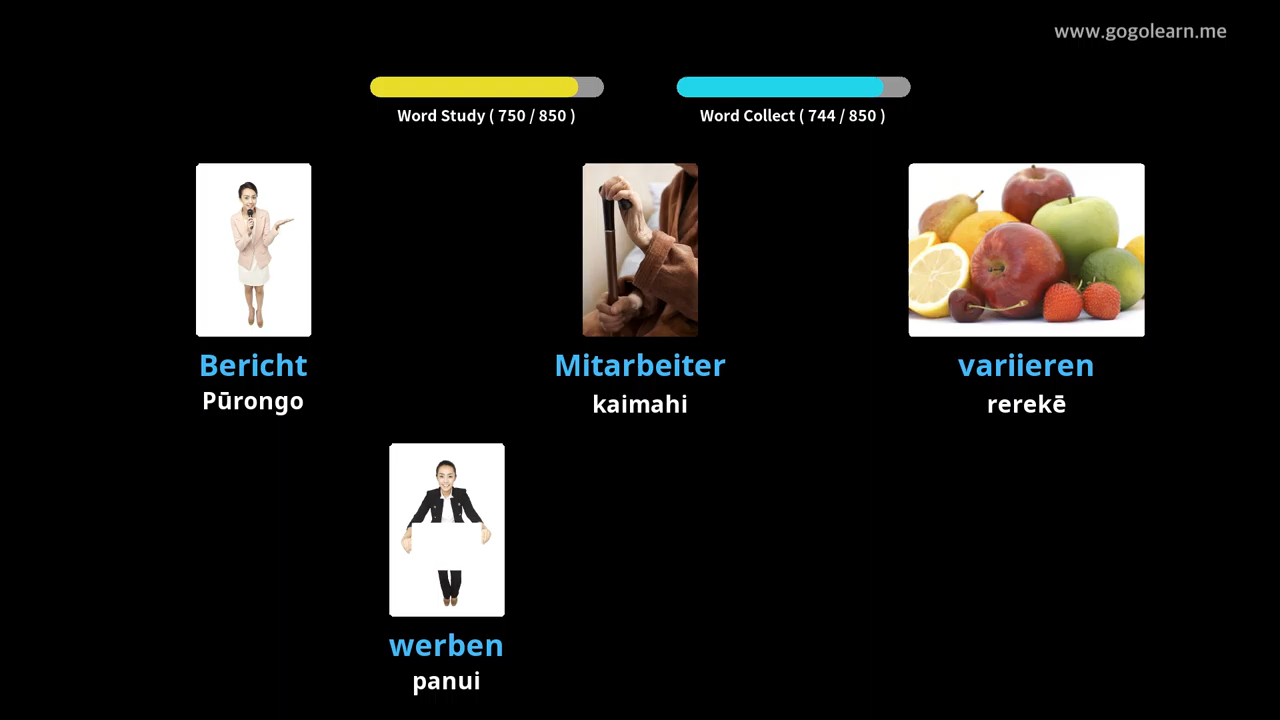 www.gogolearn.me
Word Study ( 750 / 850 )
Word Collect ( 744 / 850 )
Bericht
Pūrongo
Mitarbeiter
kaimahi
variieren
rerekē
werben
panui